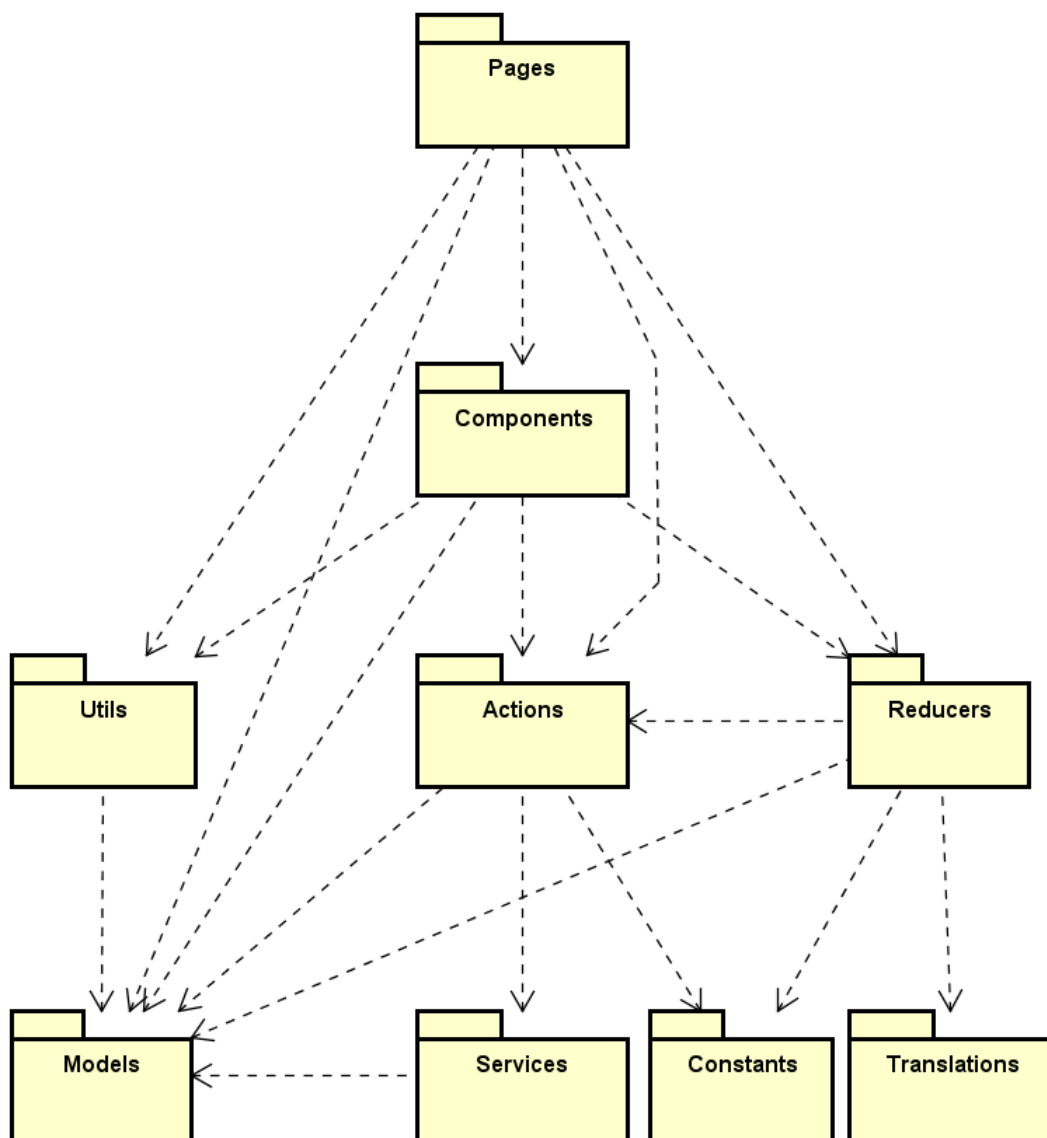 Pages
Components
Utils
Actions
Reducers
Models
Services
Constants
Translations